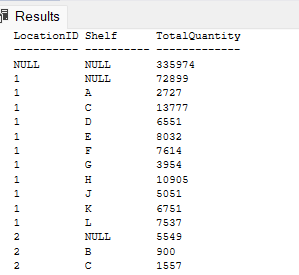 Results
LocationID Shelf      TotalQuantity
---------- ---------- -------------
NULL       NULL       335974
1          NULL       72899
1          A          2727
1          C          13777
1          D          6551
1          E          8032
1          F          7614
1          G          3954
1          H          10905
1          J          5051
1          K          6751
1          L          7537
2          NULL       5549
2          B          900
2          C          1557